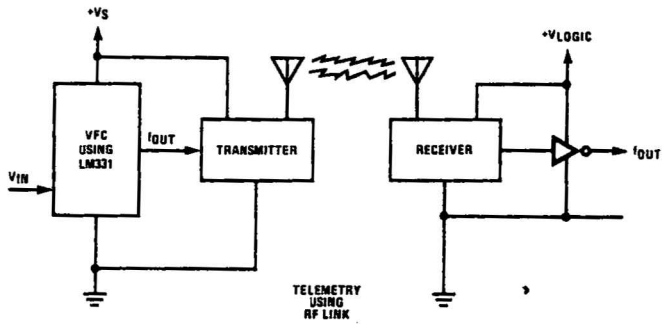 +VS
+VLOGIC
VFC
USING
LM331
fOUT
TRANSMITTER
RECEIVER
fOUT
VIN
TELEMETRY
USING
RF LINK